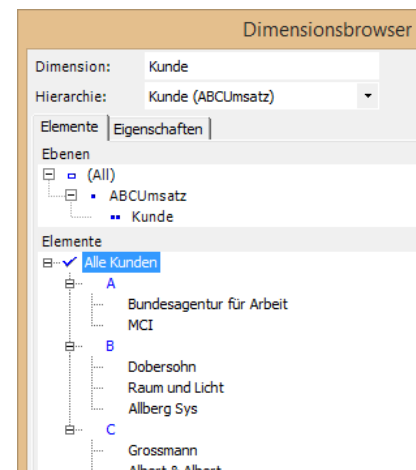 Dimensionsbrowser
Dimension: Kunde
Hierarchie: Kunde (ABCUmsatz)
Elemente Eigenschaften
Ebenen
(All)
ABCUmsatz
Kunde
Elemente
Alle Kunden
A
Bundesagentur für Arbeit
MCI
B
Dobersohn
Raum und Licht
Allberg Sys
C
Grossmann